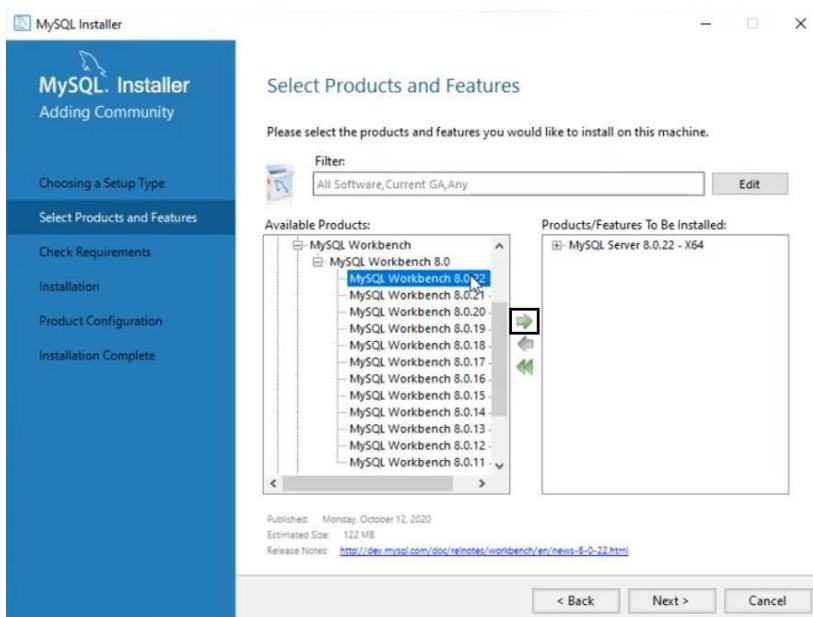 MySQL Installer
MySQL. Installer
Adding Community
Choosing a Setup Type
Select Products and Features
Check Requirements
Installation
Product Configuration
Installation Complete
Select Products and Features
Please select the products and features you would like to install on this machine.
Filter:
All Software,Current GA,Any
Edit
Available Products:
MySQL Workbench
MySQL Workbench 8.0
MySQL Workbench 8.0.22
MySQL Workbench 8.0.21 -
MySQL Workbench 8.0.20 -
MySQL Workbench 8.0.19 -
MySQL Workbench 8.0.18 -
MySQL Workbench 8.0.17 -
MySQL Workbench 8.0.16 -
MySQL Workbench 8.0.15 -
MySQL Workbench 8.0.14 -
MySQL Workbench 8.0.13 -
MySQL Workbench 8.0.12 -
MySQL Workbench 8.0.11 -
Products/Features To Be Installed:
MySQL Server 8.0.22 - X64
Published: Monday, October 12, 2020
Estimated Size: 122 MB
Release Notes: http://dev.mysql.com/doc/relnotes/workbench/en/news-8-0-22.html
< Back
Next >
Cancel